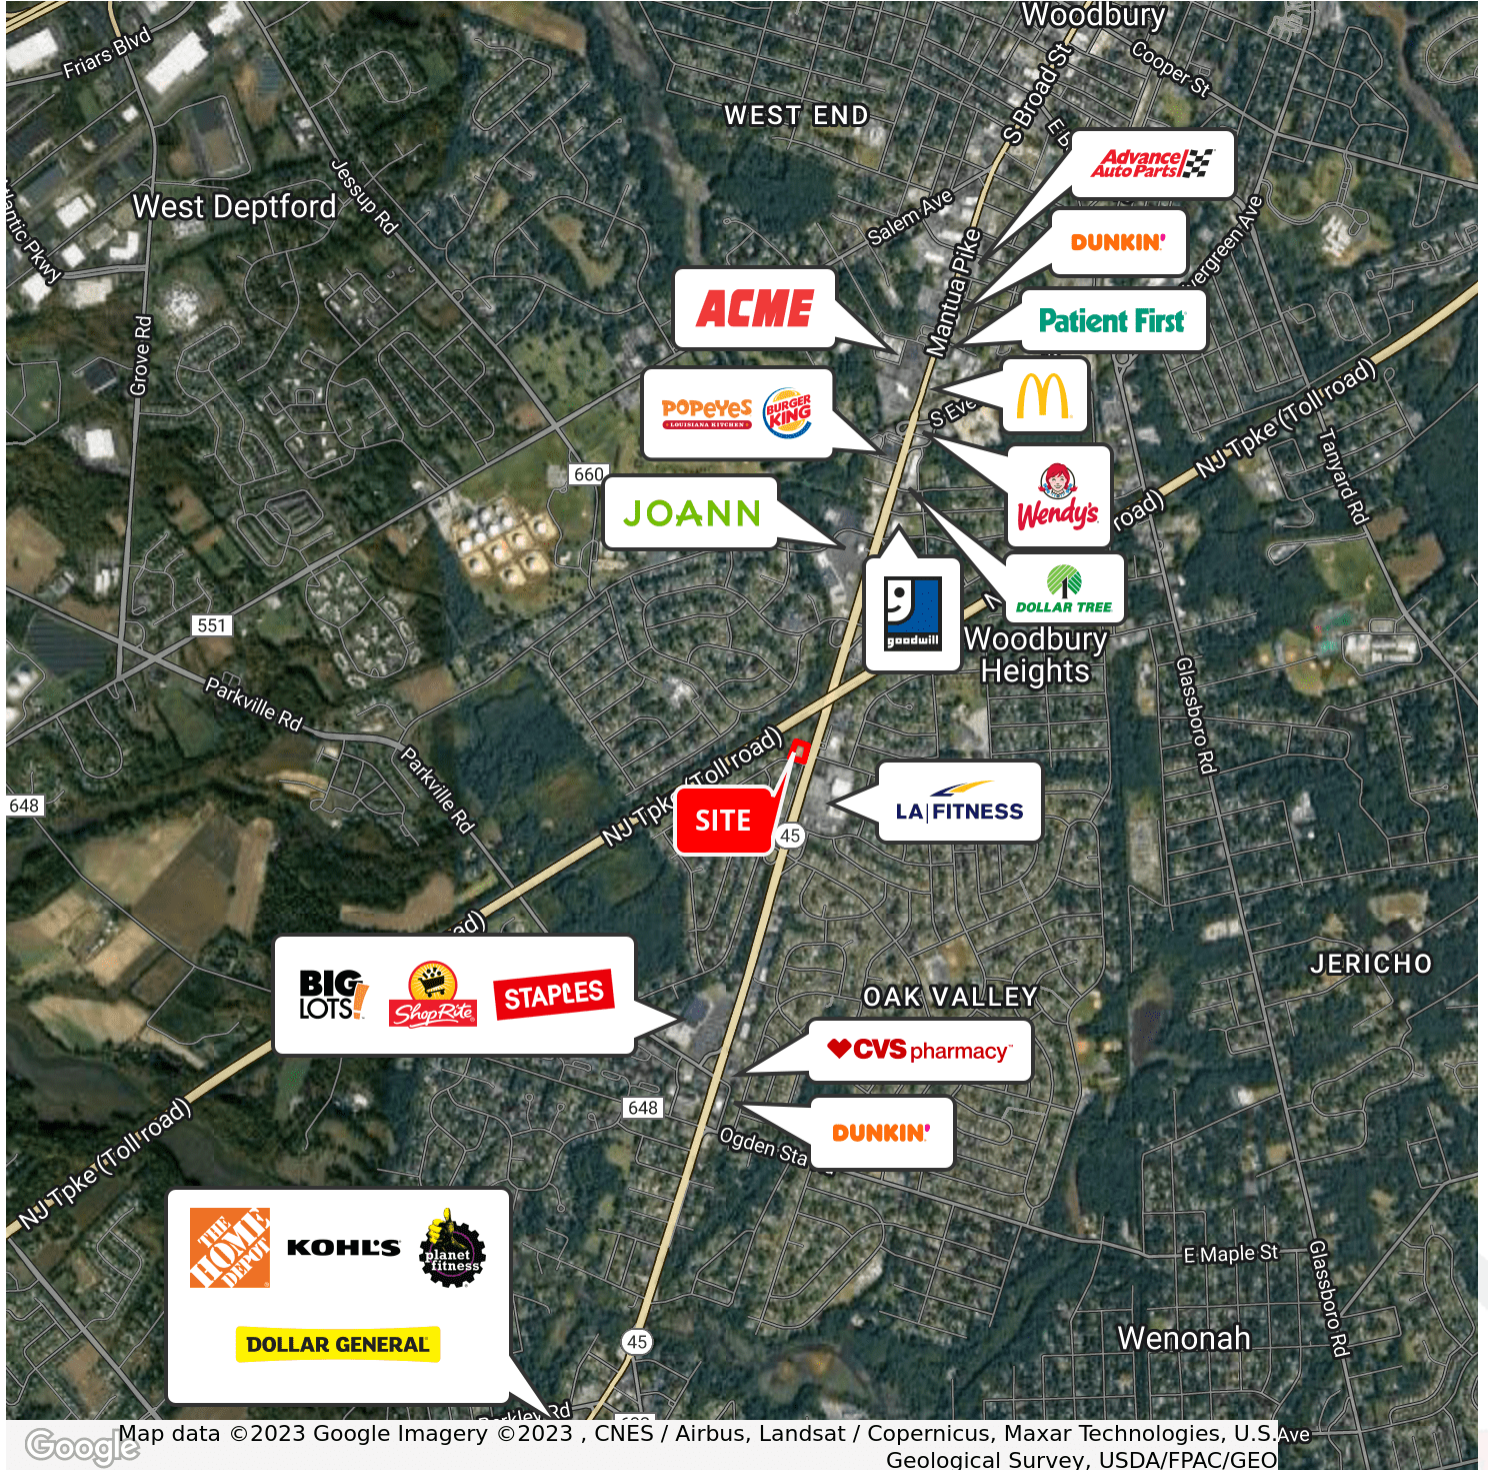 Woodbury
Friars Blvd
Cooper St
S Broad St
WEST END
Advance
Auto Parts
Jessup Rd
West Deptford
Salem Ave
DUNKIN'
Mantua Pike
ACME
Patient First
Grove Rd
NJ Tpke (Toll road)
POPEYES
LOUISIANA KITCHEN
BURGER
KING
S Eve
Tanyard Rd
660
Wendy's
road)
JOANN
DOLLAR TREE
goodwill
551
Woodbury
Heights
Parkville Rd
Glassboro Rd
NJ Tpke (Toll road)
Parkville Rd
648
SITE
LA FITNESS
45
BIG
LOTS!
ShopRite
STAPLES
JERICHO
OAK VALLEY
CVS pharmacy™
648
NJ Tpke (Toll road)
DUNKIN'
Ogden Sta
THE
HOME
DEPOT
KOHL'S
planet
fitness
E Maple St
Glassboro Rd
DOLLAR GENERAL
45
Wenonah
Google
Map data ©2023 Google Imagery ©2023 , CNES / Airbus, Landsat / Copernicus, Maxar Technologies, U.S.
Geological Survey, USDA/FPAC/GEO
Ave